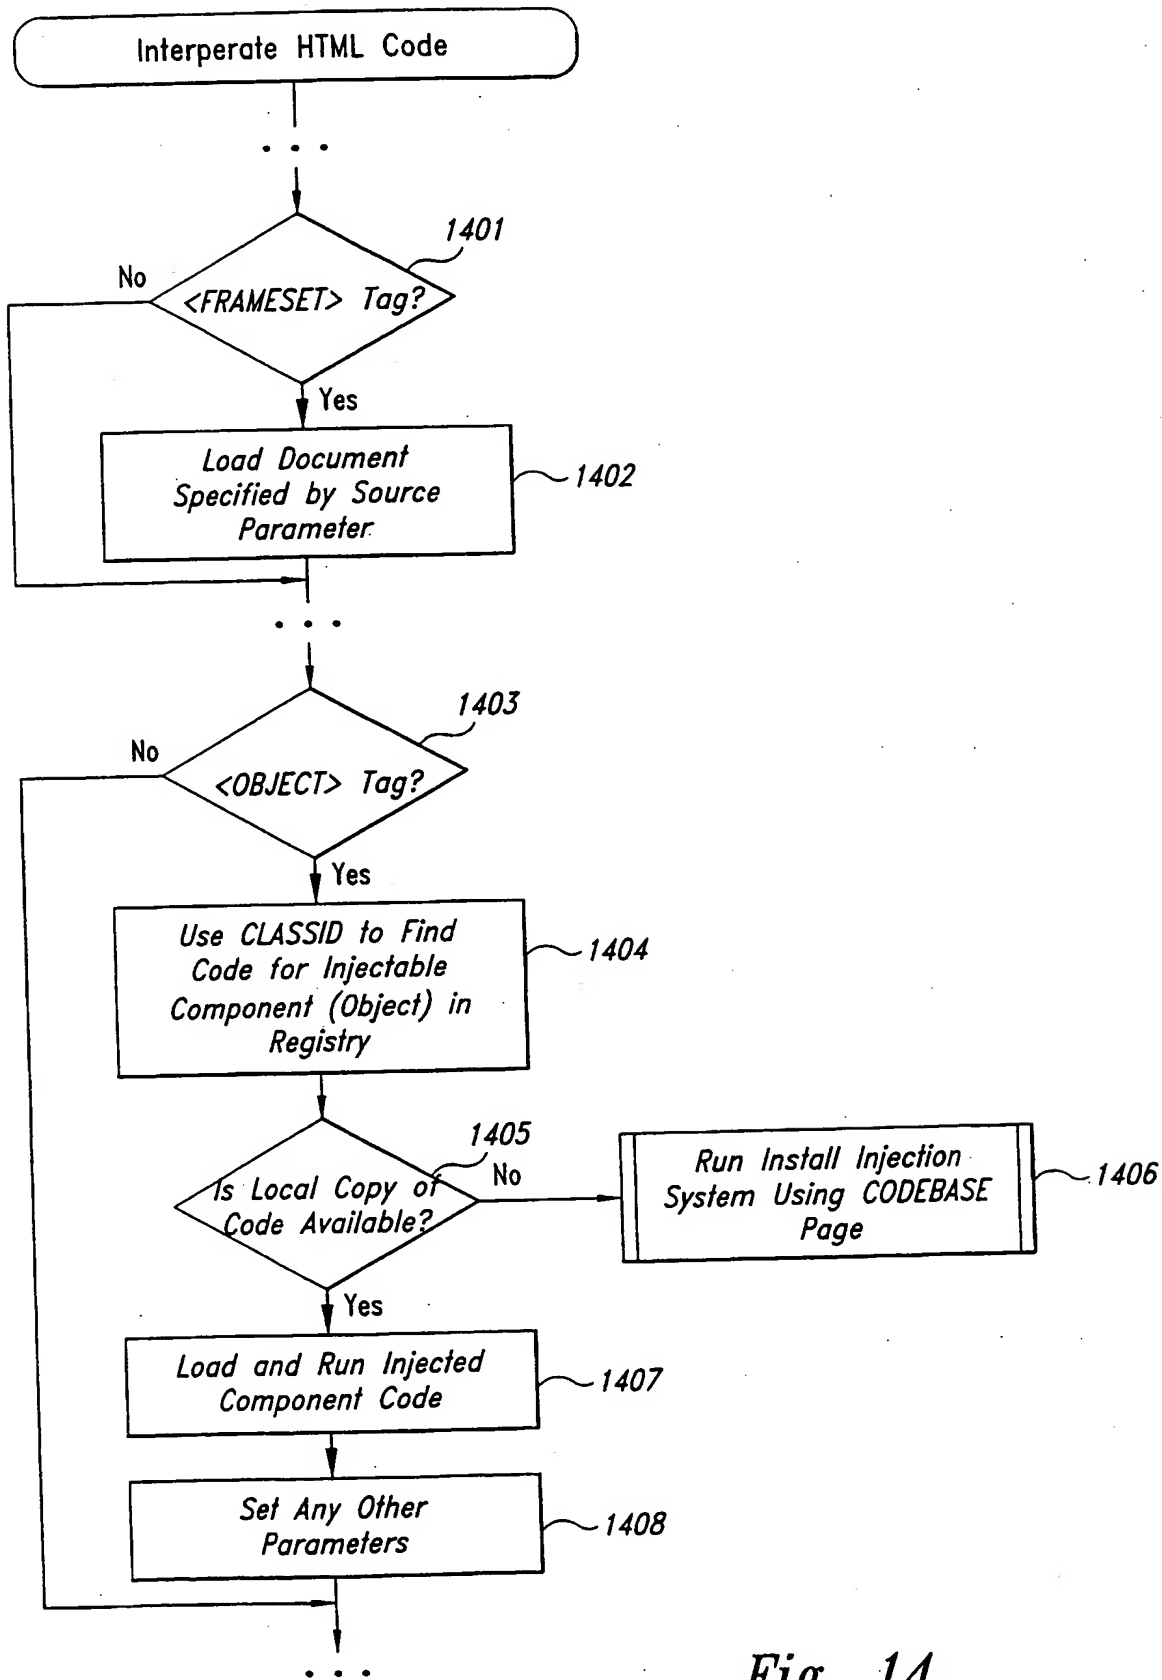 Interperate HTML Code
. . .
1401
No
<FRAMESET> Tag?
Yes
Load Document
Specified by Source
Parameter
1402
. . .
1403
No
<OBJECT> Tag?
Yes
Use CLASSID to Find
Code for Injectable
Component (Object) in
Registry
1404
1405
Is Local Copy of
Code Available?
No
Run Install Injection
System Using CODEBASE
Page
1406
Yes
Load and Run Injected
Component Code
1407
Set Any Other
Parameters
1408
. . .
Fig. 14